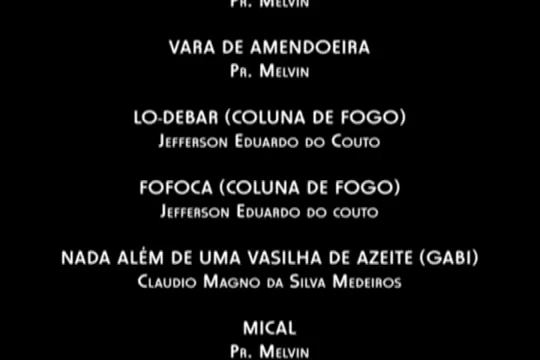 PR. MELVIN
VARA DE AMENDOEIRA
PR. MELVIN
LO-DEBAR (COLUNA DE FOGO)
JEFFERSON EDUARDO DO COUTO
FOFOCA (COLUNA DE FOGO)
JEFFERSON EDUARDO DO COUTO
NADA ALÉM DE UMA VASILHA DE AZEITE (GABI)
CLAUDIO MAGNO DA SILVA MEDEIROS
MICAL
PR. MELVIN